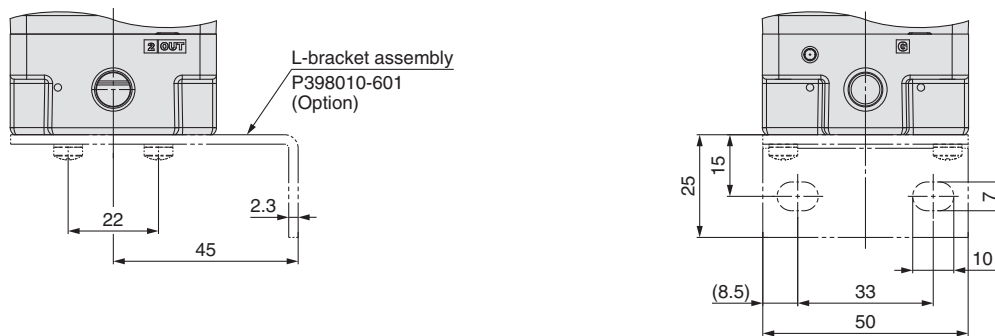 2 OUT
L-bracket assembly
P398010-601
(Option)
2.3
22
45
G
25
15
7
10
(8.5)
33
50